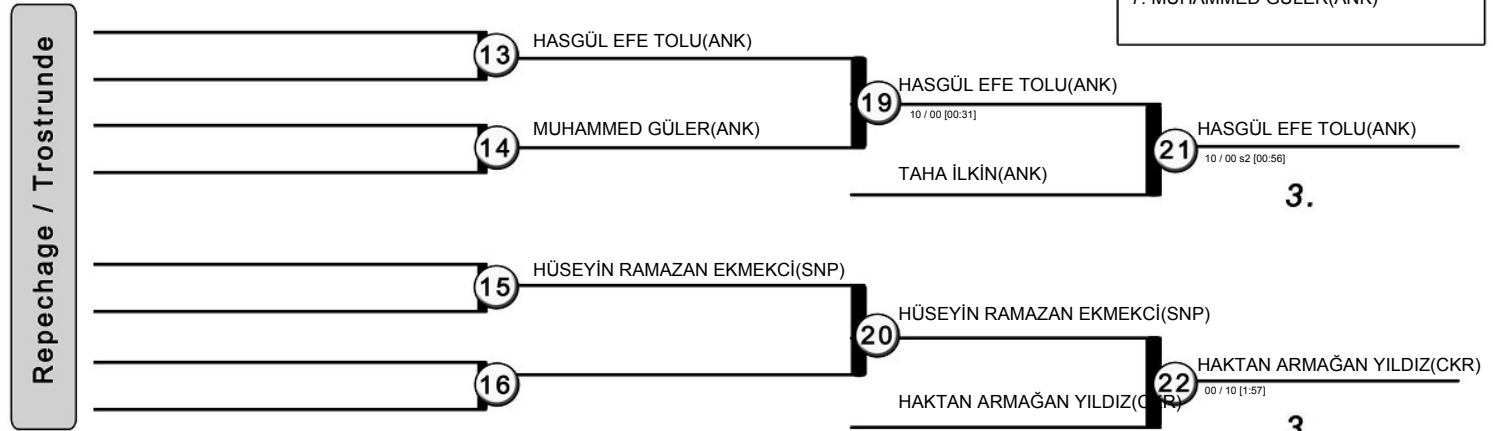 7. MUHAMMED GÜLER(ANK)
Repechage / Trostrunde
13
HASGÜL EFE TOLU(ANK)
19
HASGÜL EFE TOLU(ANK)
10 / 00 [00:31]
14
MUHAMMED GÜLER(ANK)
21
HASGÜL EFE TOLU(ANK)
10 / 00 s2 [00:56]
TAHA İLKİN(ANK)
3.
15
HÜSEYİN RAMAZAN EKMEKCİ(SNP)
20
HÜSEYİN RAMAZAN EKMEKCİ(SNP)
16
22
HAKTAN ARMAĞAN YILDIZ(CKR)
00 / 10 [1:57]
HAKTAN ARMAĞAN YILDIZ(CKR)
3.